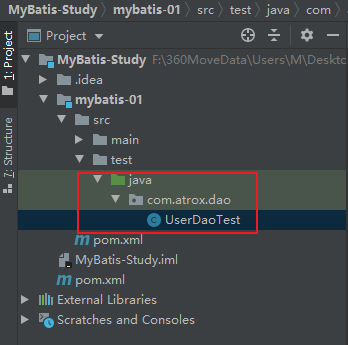 MyBatis-Study
mybatis-01
src
test
java
com
1: Project
7: Structure
Project
MyBatis-Study F:\360MoveData\Users\M\Deskto
.idea
mybatis-01
src
main
test
java
com.atrox.dao
UserDaoTest
pom.xml
MyBatis-Study.iml
pom.xml
External Libraries
Scratches and Consoles